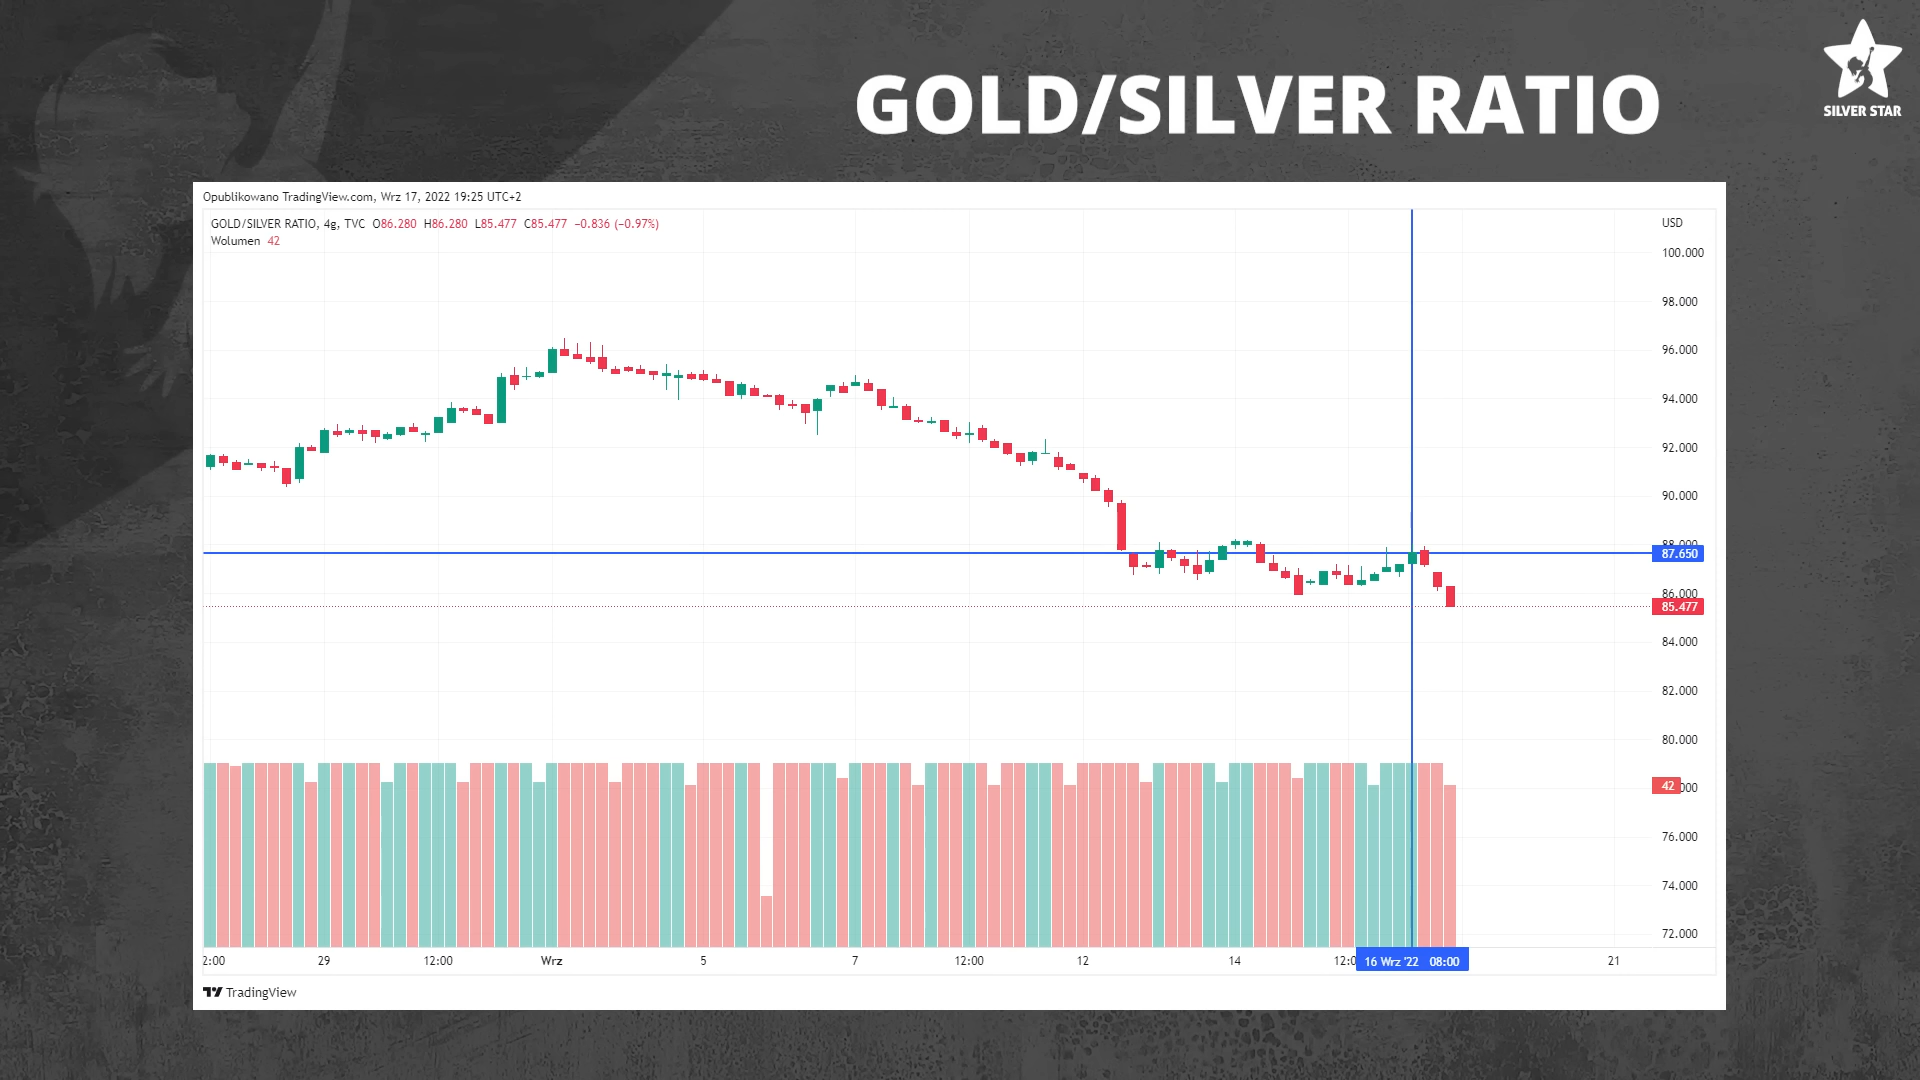 GOLD/SILVER RATIO
SILVER STAR
Opublikowano TradingView.com, Wrz 17, 2022 19:25 UTC+2
GOLD/SILVER RATIO, 4g, TVC O86.280 H86.280 L85.477 C85.477 −0.836 (−0.97%)
Wolumen 42
USD
100.000
98.000
96.000
94.000
92.000
90.000
88.000
87.650
86.000
85.477
84.000
82.000
80.000
42
76.000
74.000
72.000
2:00 29 12:00 Wrz 5 7 12:00 12 14 12:0 16 Wrz '22 08:00 21
TradingView